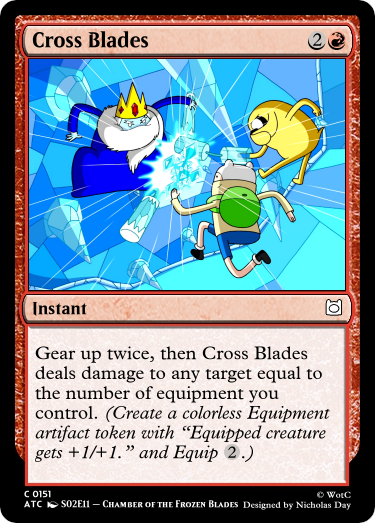 Cross Blades 2
Instant
Gear up twice, then Cross Blades
deals damage to any target equal to
the number of equipment you
control. (Create a colorless Equipment
artifact token with “Equipped creature
gets +1/+1.” and Equip 2.)
C 0151 © WotC
ATC S02E11 – Chamber of the Frozen Blades Designed by Nicholas Day